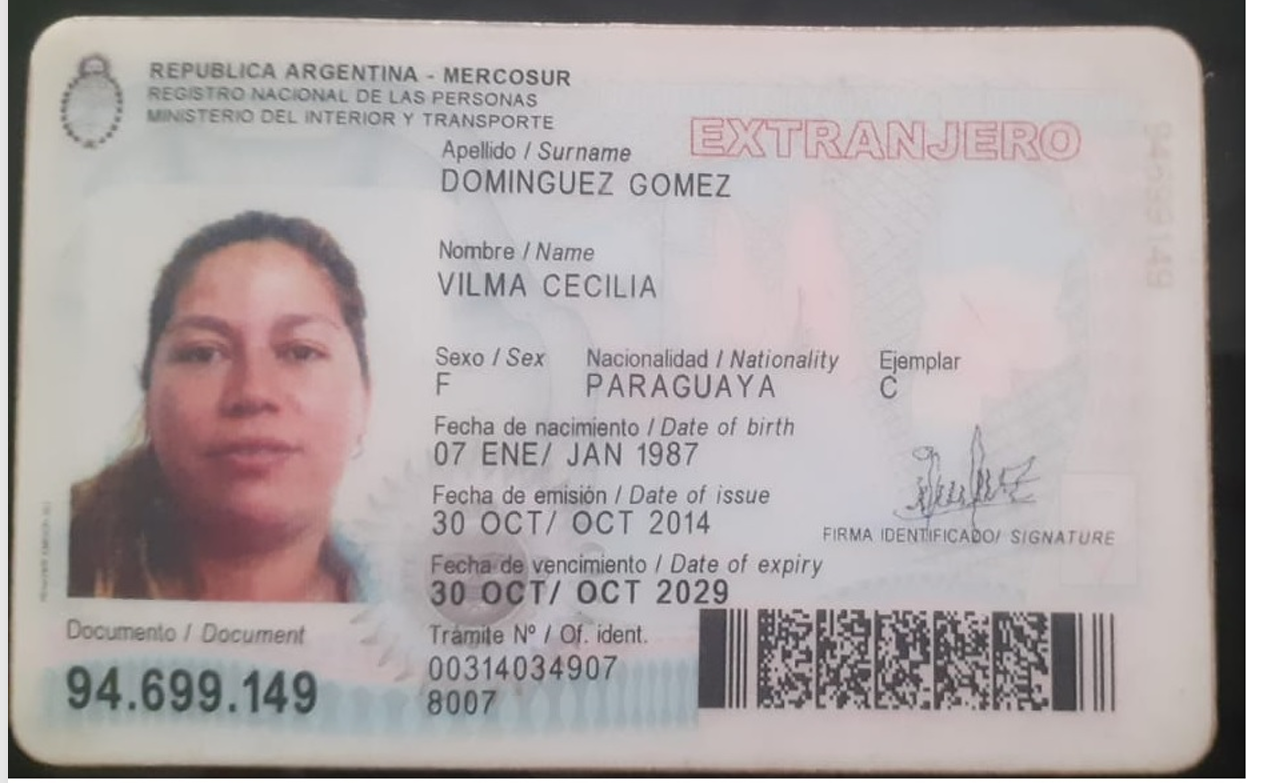 REPUBLICA ARGENTINA - MERCOSUR
REGISTRO NACIONAL DE LAS PERSONAS
MINISTERIO DEL INTERIOR Y TRANSPORTE
EXTRANJERO
Apellido / Surname
DOMINGUEZ GOMEZ
Nombre / Name
VILMA CECILIA
Sexo / Sex Nacionalidad / Nationality Ejemplar
F PARAGUAYA C
Fecha de nacimiento / Date of birth
07 ENE/ JAN 1987
Fecha de emisión / Date of issue
30 OCT/ OCT 2014
FIRMA IDENTIFICADO/ SIGNATURE
Fecha de vencimiento / Date of expiry
30 OCT/ OCT 2029
Documento / Document
94.699.149
Trámite Nº / Of. ident.
00314034907
8007
94699149